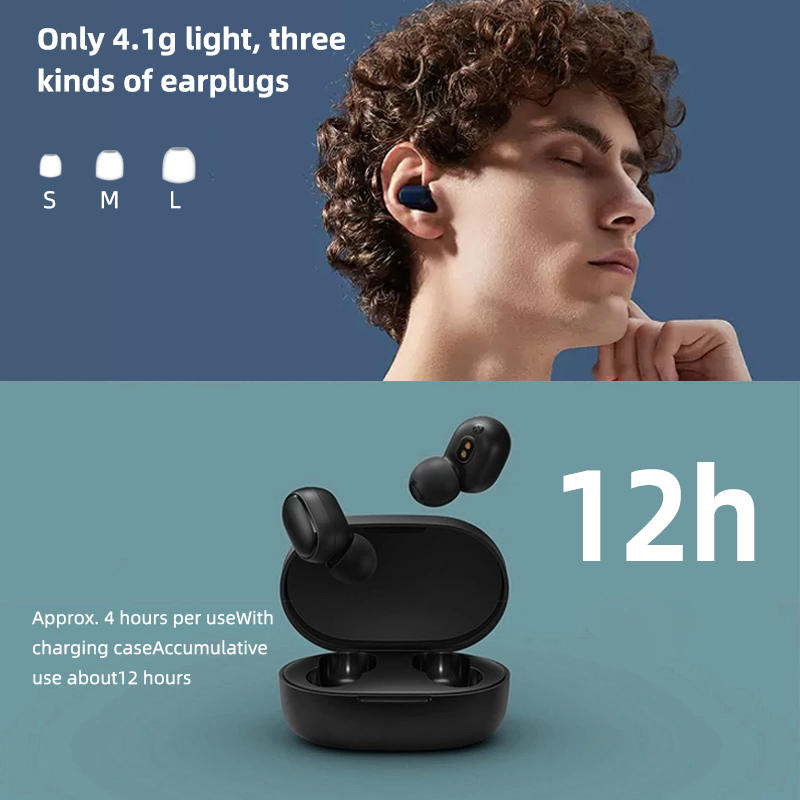 Only 4.1g light, three
kinds of earplugs
S M L
12h
Approx. 4 hours per useWith
charging caseAccumulative
use about12 hours